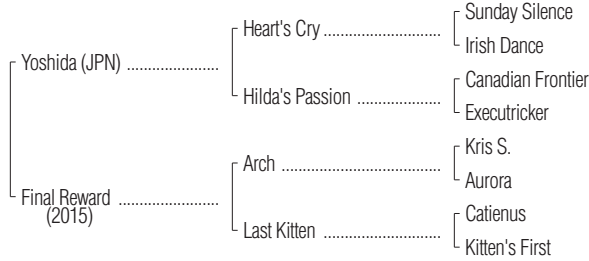 Sunday Silence
Heart's Cry
Irish Dance
Yoshida (JPN)
Canadian Frontier
Hilda's Passion
Executricker
Kris S.
Arch
Aurora
Final Reward
(2015)
Catienus
Last Kitten
Kitten's First